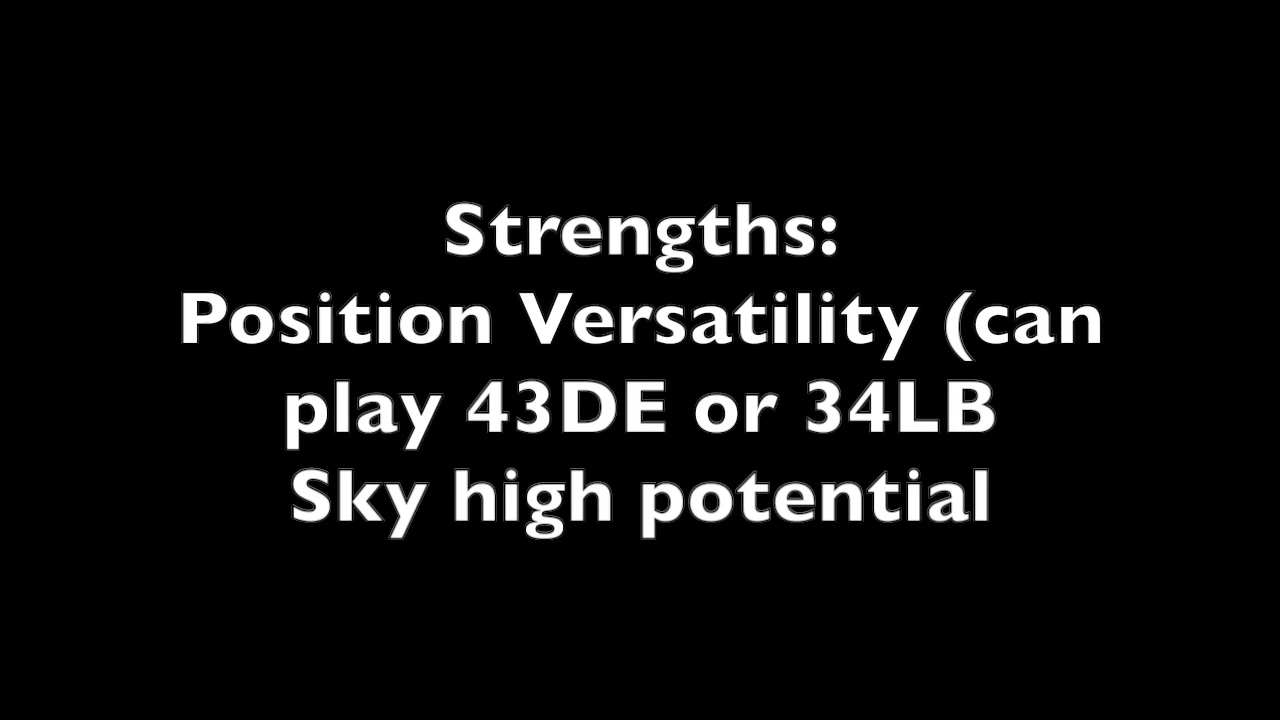 Strengths:
Position Versatility (can
play 43DE or 34LB
Sky high potential